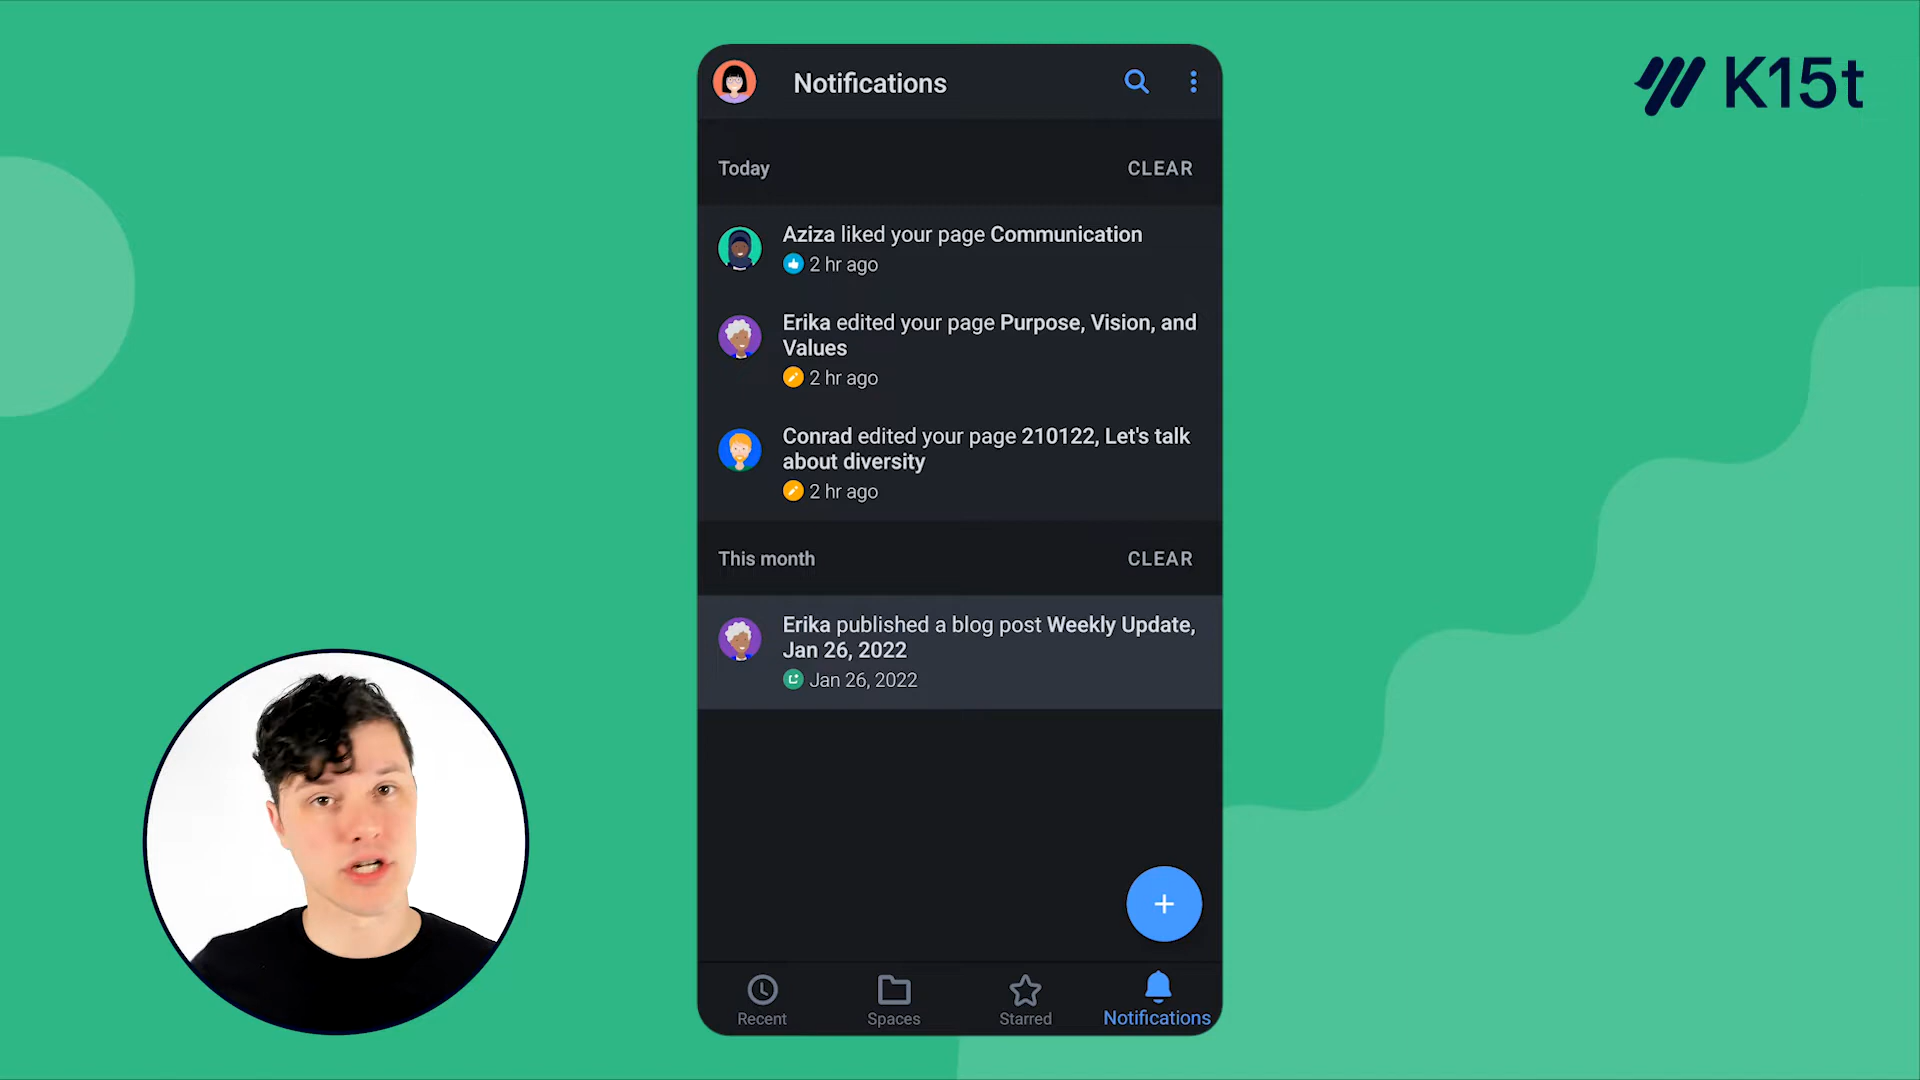 K15t
Notifications
Today CLEAR
Aziza liked your page Communication
2 hr ago
Erika edited your page Purpose, Vision, and
Values
2 hr ago
Conrad edited your page 210122, Let's talk
about diversity
2 hr ago
This month CLEAR
Erika published a blog post Weekly Update,
Jan 26, 2022
Jan 26, 2022
Recent Spaces Starred Notifications